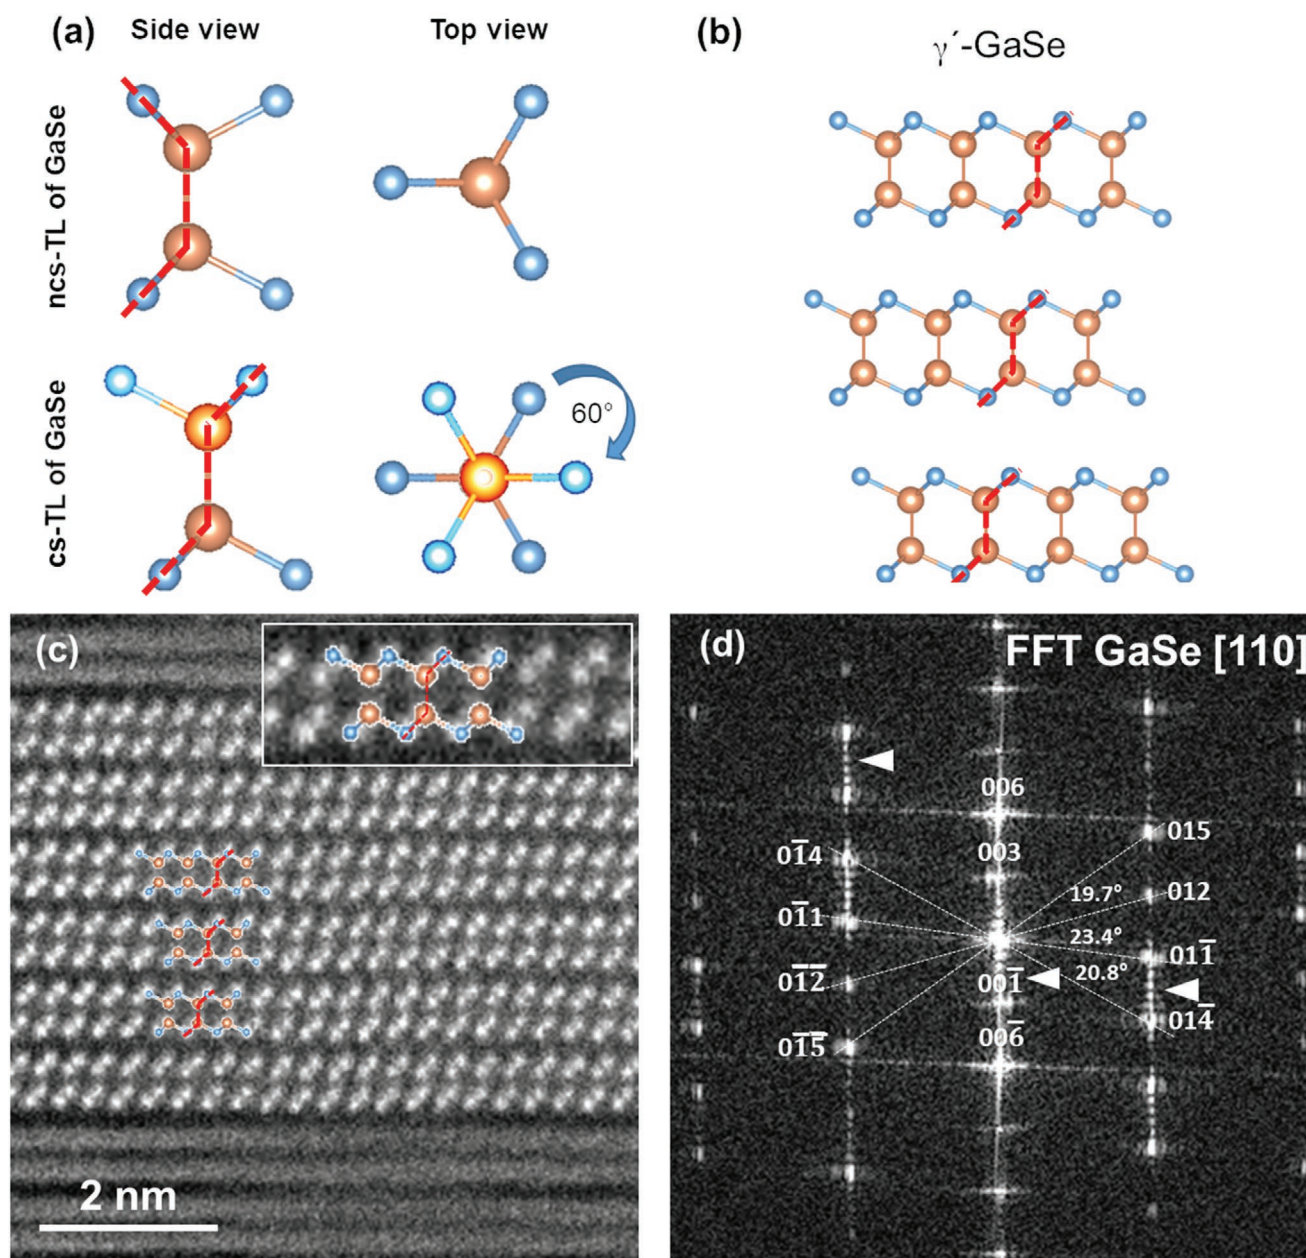 (a) Side view Top view
ncs-TL of GaSe
cs-TL of GaSe
60°
(b)
γ´-GaSe
(c)
2 nm
(d)
FFT GaSe [110]
006
003
01̅4
01̅1
01̅2̅
01̅5̅
015
012
011̅
014̅
19.7°
23.4°
20.8°
001̅
006̅